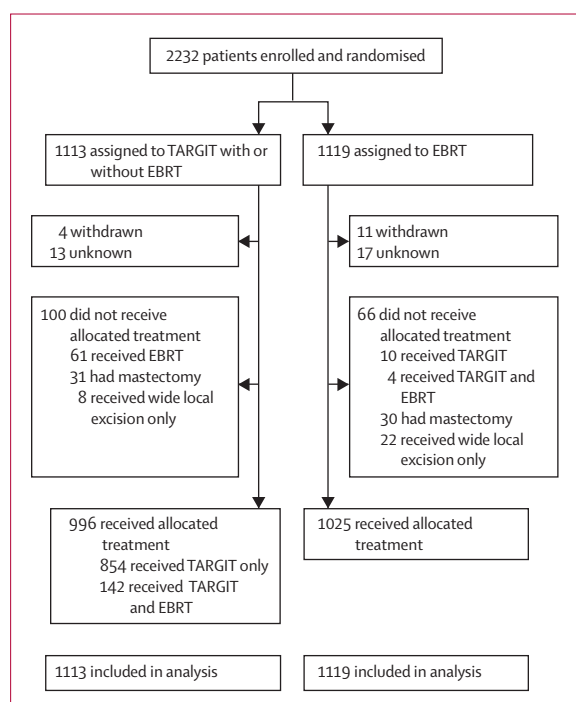 2232 patients enrolled and randomised
1113 assigned to TARGIT with or
without EBRT
1119 assigned to EBRT
4 withdrawn
13 unknown
11 withdrawn
17 unknown
100 did not receive
allocated treatment
61 received EBRT
31 had mastectomy
8 received wide local
excision only
66 did not receive
allocated treatment
10 received TARGIT
4 received TARGIT and
EBRT
30 had mastectomy
22 received wide local
excision only
996 received allocated
treatment
854 received TARGIT only
142 received TARGIT
and EBRT
1025 received allocated
treatment
1113 included in analysis
1119 included in analysis